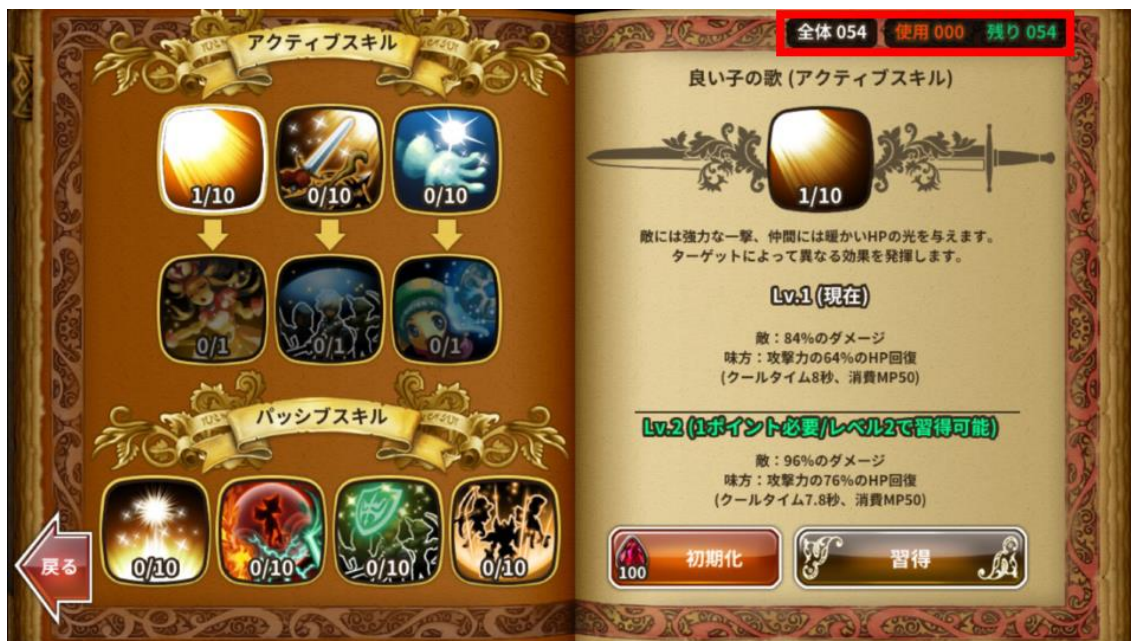 アクティブスキル
1/10
0/10
0/10
0/1
0/1
0/1
パッシブスキル
0/10
0/10
0/10
0/10
戻る
全体 054 使用 000 残り 054
良い子の歌 (アクティブスキル)
1/10
敵には強力な一撃、仲間には暖かいHPの光を与えます。
ターゲットによって異なる効果を発揮します。
Lv.1 (現在)
敵：84%のダメージ
味方：攻撃力の64%のHP回復
(クールタイム8秒、消費MP50)
Lv.2 (1ポイント必要/レベル2で習得可能)
敵：96%のダメージ
味方：攻撃力の76%のHP回復
(クールタイム7.8秒、消費MP50)
100 初期化
習得